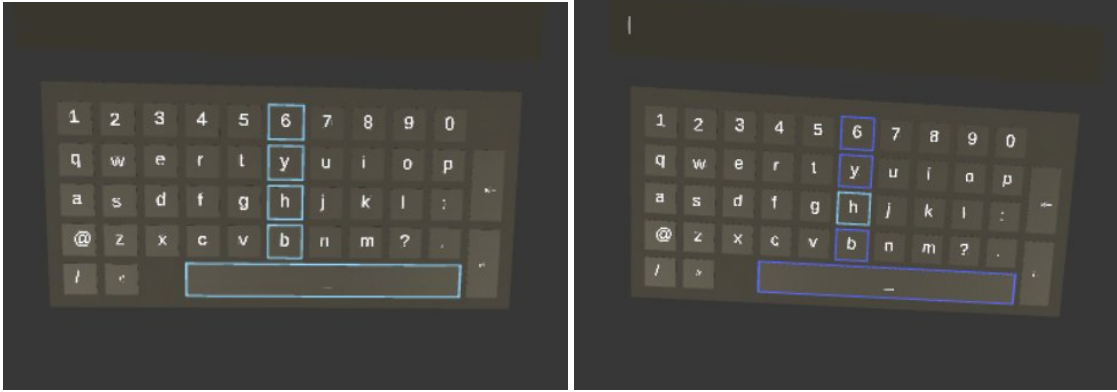 1 2 3 4 5 6 7 8 9 0
q w e r t y u i o p
a s d f g h j k l :
@ z x c v b n m ? .
/
_
1 2 3 4 5 6 7 8 9 0
q w e r t y u i o p
a s d f g h j k l :
@ z x c v b n m ? .
/
_